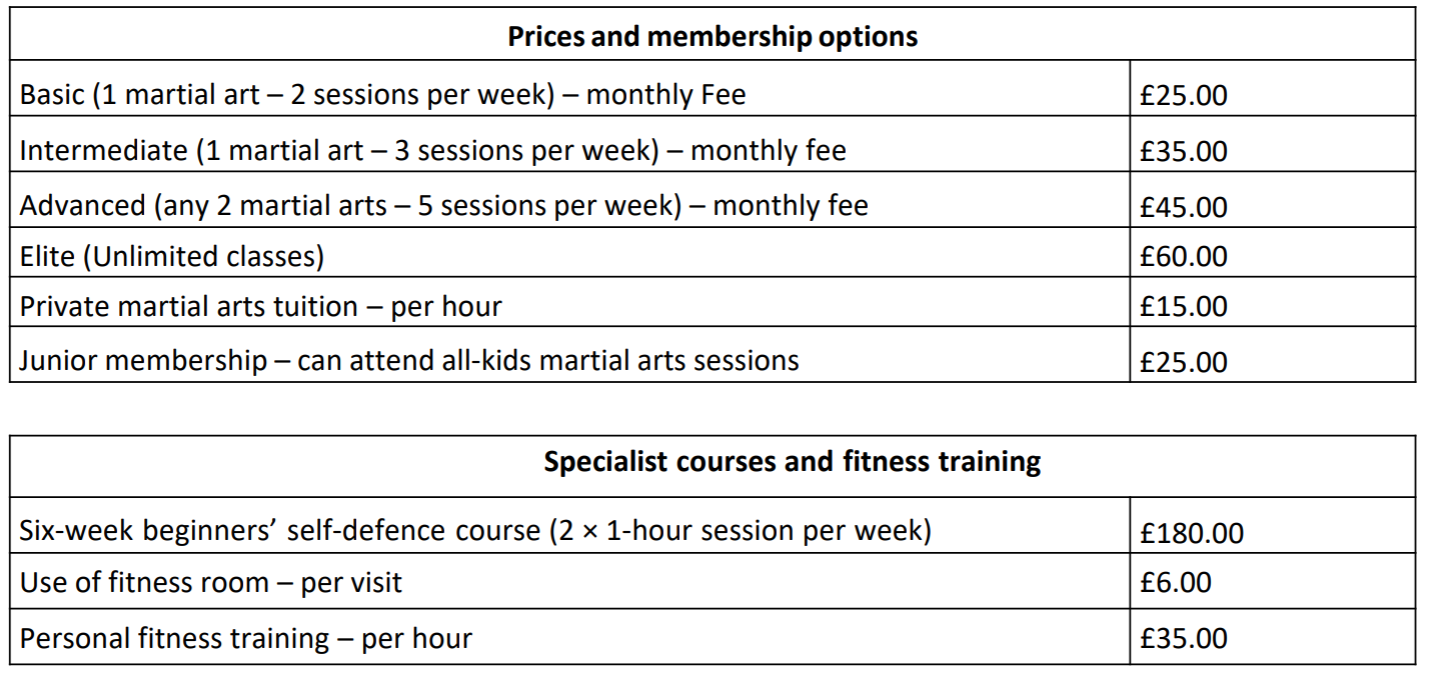 Prices and membership options
Basic (1 martial art – 2 sessions per week) – monthly Fee £25.00
Intermediate (1 martial art – 3 sessions per week) – monthly fee £35.00
Advanced (any 2 martial arts – 5 sessions per week) – monthly fee £45.00
Elite (Unlimited classes) £60.00
Private martial arts tuition – per hour £15.00
Junior membership – can attend all-kids martial arts sessions £25.00
Specialist courses and fitness training
Six-week beginners’ self-defence course (2 × 1-hour session per week) £180.00
Use of fitness room – per visit £6.00
Personal fitness training – per hour £35.00